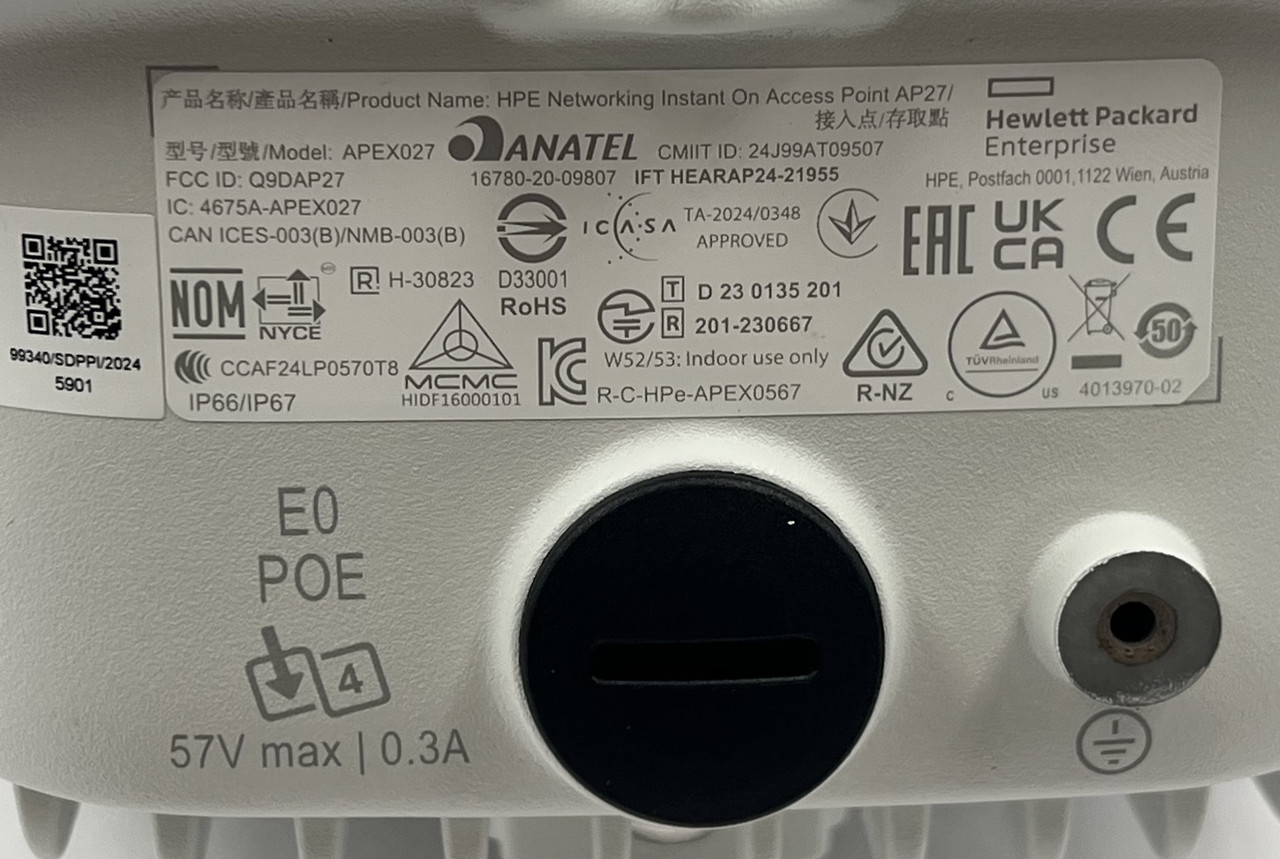 产品名称/產品名稱/Product Name: HPE Networking Instant On Access Point AP27/
接入点/存取點
Hewlett Packard
Enterprise
型号/型號/Model: APEX027
ANATEL
CMIIT ID: 24J99AT09507
FCC ID: Q9DAP27
16780-20-09807
IFT HEARAP24-21955
HPE, Postfach 0001,1122 Wien, Austria
IC: 4675A-APEX027
ICASA
TA-2024/0348
APPROVED
EAC
UK
CA
CE
CAN ICES-003(B)/NMB-003(B)
NOM
NYCE
R! H-30823
D33001
RoHS
T D 23 0135 201
R 201-230667
W52/53: Indoor use only
CCAF24LP0570T8
MCMC
HIDF16000101
R-C-HPe-APEX0567
R-NZ
TÜVRheinland
C US
50
4013970-02
IP66/IP67
99340/SDPPI/2024
5901
E0
POE
4
57V max | 0.3A